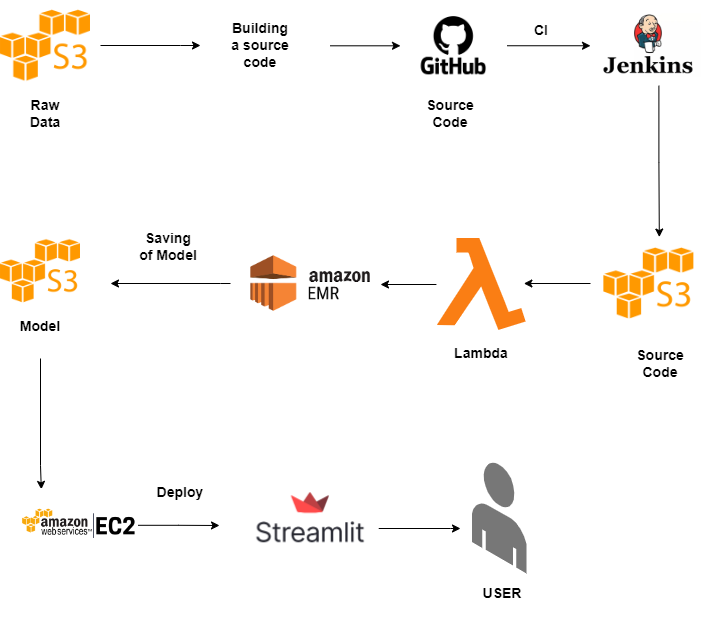 S3
Raw
Data
Building
a source
code
GitHub
Source
Code
CI
Jenkins
S3
Model
Saving
of Model
amazon
EMR
Lambda
S3
Source
Code
amazon
webservices™
EC2
Deploy
Streamlit
USER